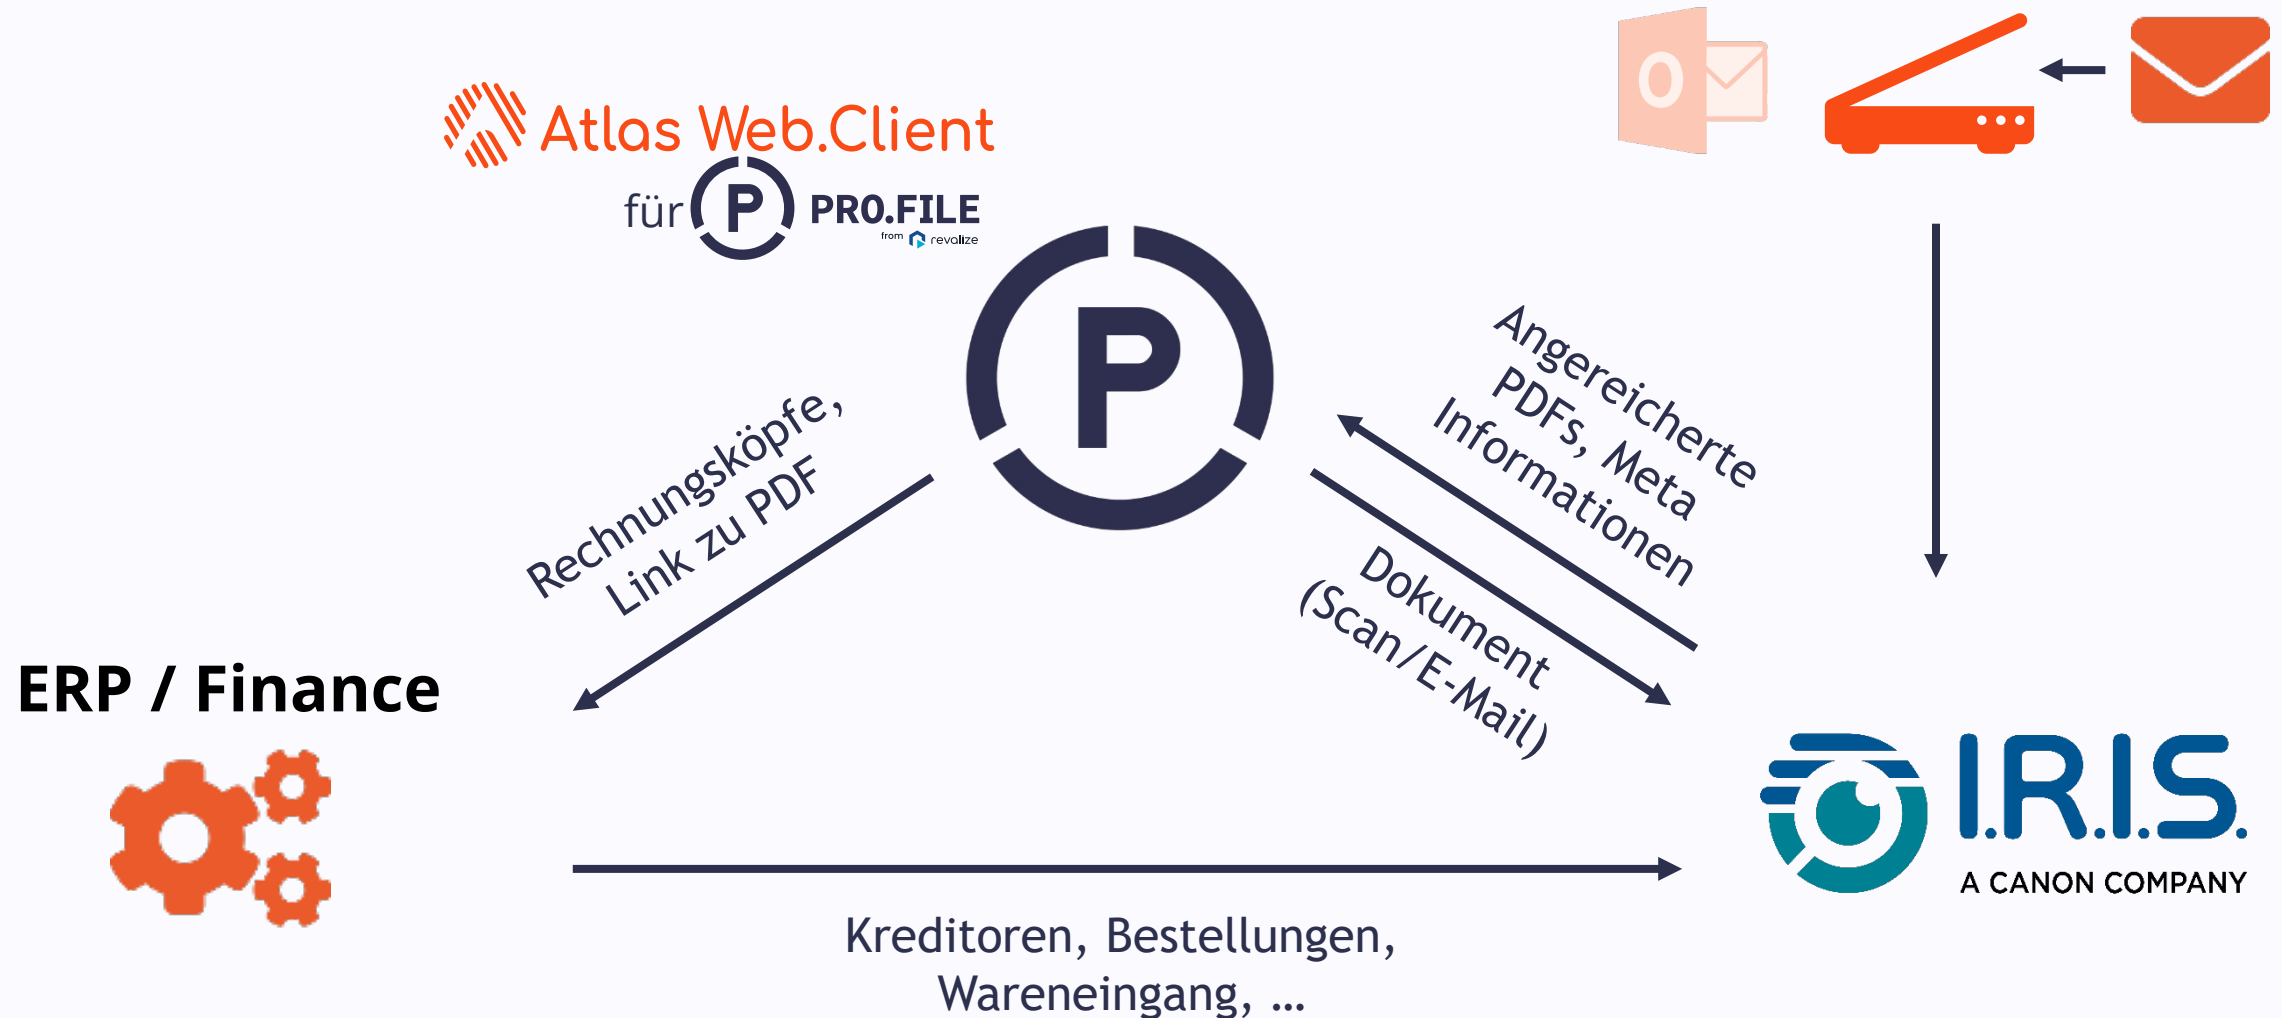 O
Atlas Web.Client
für P PRO.FILE
from revalize
P
Angereicherte
PDFs, Meta
Informationen
Rechnungsköpfe,
Link zu PDF
Dokument
(Scan/E-Mail)
ERP / Finance
I.R.I.S.
A CANON COMPANY
Kreditoren, Bestellungen,
Wareneingang, ...